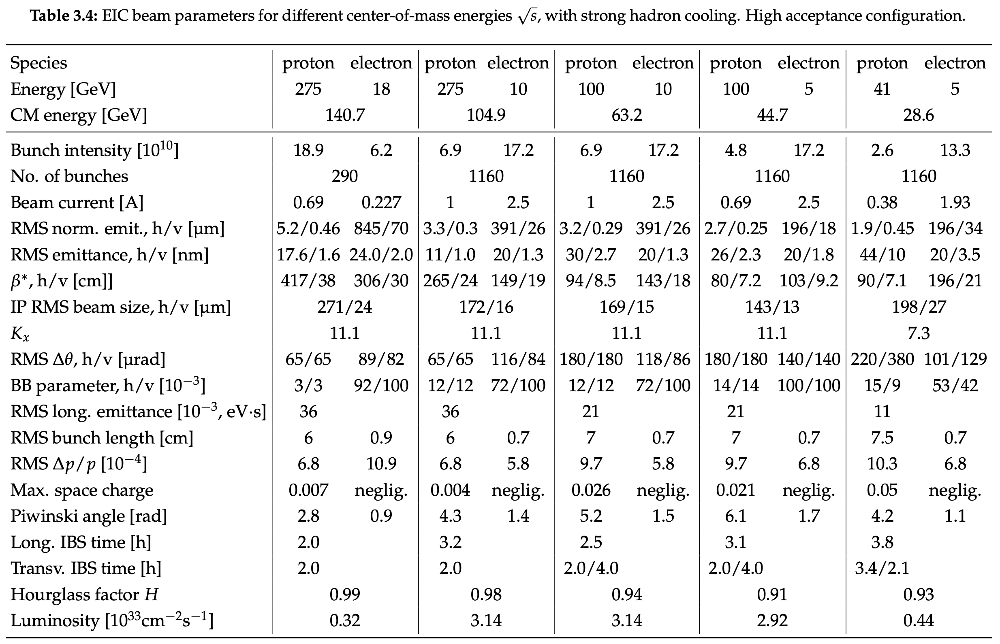 Table 3.4: EIC beam parameters for different center-of-mass energies √s, with strong hadron cooling. High acceptance configuration.
Species proton electron proton electron proton electron proton electron proton electron
Energy [GeV] 275 18 275 10 100 10 100 5 41 5
CM energy [GeV] 140.7 104.9 63.2 44.7 28.6
Bunch intensity [10¹⁰] 18.9 6.2 6.9 17.2 6.9 17.2 4.8 17.2 2.6 13.3
No. of bunches 290 1160 1160 1160 1160
Beam current [A] 0.69 0.227 1 2.5 1 2.5 0.69 2.5 0.38 1.93
RMS norm. emit., h/v [µm] 5.2/0.46 845/70 3.3/0.3 391/26 3.2/0.29 391/26 2.7/0.25 196/18 1.9/0.45 196/34
RMS emittance, h/v [nm] 17.6/1.6 24.0/2.0 11/1.0 20/1.3 30/2.7 20/1.3 26/2.3 20/1.8 44/10 20/3.5
β*, h/v [cm]] 417/38 306/30 265/24 149/19 94/8.5 143/18 80/7.2 103/9.2 90/7.1 196/21
IP RMS beam size, h/v [µm] 271/24 172/16 169/15 143/13 198/27
Kₓ 11.1 11.1 11.1 11.1 7.3
RMS Δθ, h/v [µrad] 65/65 89/82 65/65 116/84 180/180 118/86 180/180 140/140 220/380 101/129
BB parameter, h/v [10⁻³] 3/3 92/100 12/12 72/100 12/12 72/100 14/14 100/100 15/9 53/42
RMS long. emittance [10⁻³, eV·s] 36 36 21 21 11
RMS bunch length [cm] 6 0.9 6 0.7 7 0.7 7 0.7 7.5 0.7
RMS Δp/p [10⁻⁴] 6.8 10.9 6.8 5.8 9.7 5.8 9.7 6.8 10.3 6.8
Max. space charge 0.007 neglig. 0.004 neglig. 0.026 neglig. 0.021 neglig. 0.05 neglig.
Piwinski angle [rad] 2.8 0.9 4.3 1.4 5.2 1.5 6.1 1.7 4.2 1.1
Long. IBS time [h] 2.0 3.2 2.5 3.1 3.8
Transv. IBS time [h] 2.0 2.0 2.0/4.0 2.0/4.0 3.4/2.1
Hourglass factor H 0.99 0.98 0.94 0.91 0.93
Luminosity [10³³cm⁻²s⁻¹] 0.32 3.14 3.14 2.92 0.44